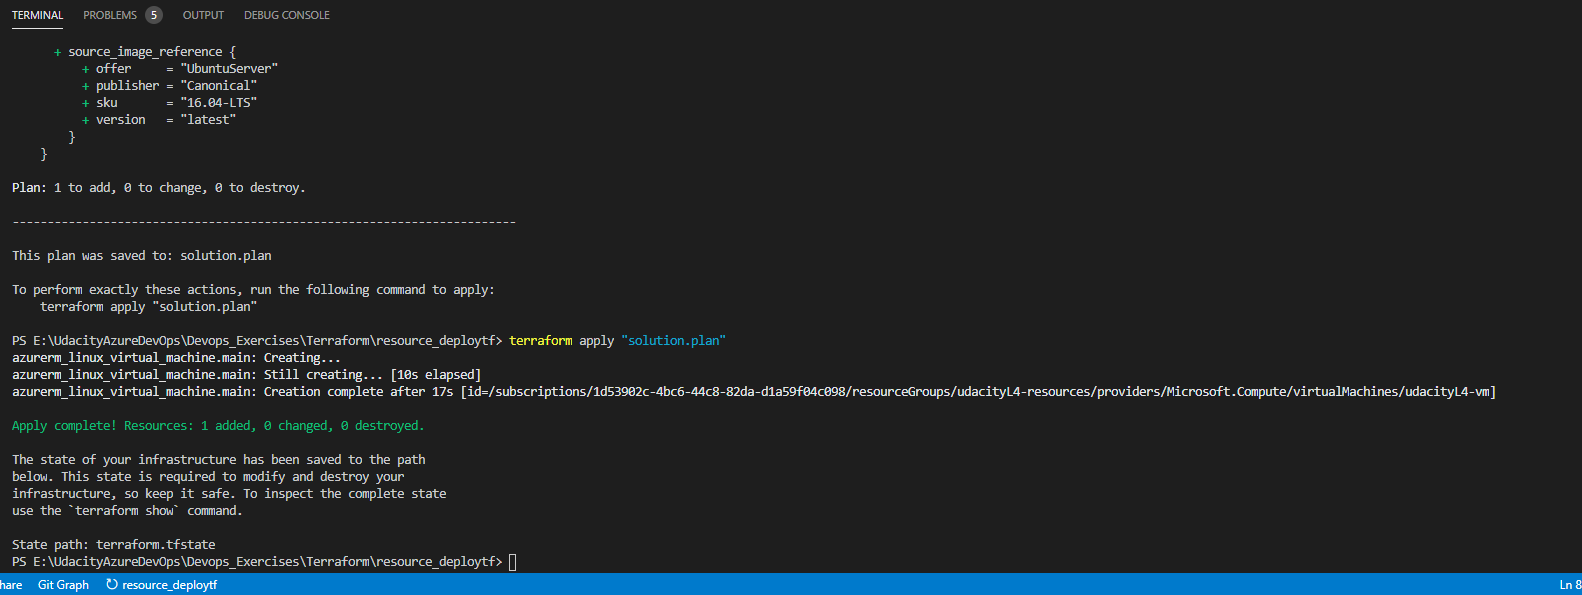 TERMINAL PROBLEMS 5 OUTPUT DEBUG CONSOLE
+ source_image_reference {
+ offer     = "UbuntuServer"
+ publisher = "Canonical"
+ sku       = "16.04-LTS"
+ version   = "latest"
}
}
Plan: 1 to add, 0 to change, 0 to destroy.
------------------------------------------------------------------------
This plan was saved to: solution.plan
To perform exactly these actions, run the following command to apply:
terraform apply "solution.plan"
PS E:\UdacityAzureDevOps\Devops_Exercises\Terraform\resource_deploytf> terraform apply "solution.plan"
azurerm_linux_virtual_machine.main: Creating...
azurerm_linux_virtual_machine.main: Still creating... [10s elapsed]
azurerm_linux_virtual_machine.main: Creation complete after 17s [id=/subscriptions/1d53902c-4bc6-44c8-82da-d1a59f04c098/resourceGroups/udacityL4-resources/providers/Microsoft.Compute/virtualMachines/udacityL4-vm]
Apply complete! Resources: 1 added, 0 changed, 0 destroyed.
The state of your infrastructure has been saved to the path
below. This state is required to modify and destroy your
infrastructure, so keep it safe. To inspect the complete state
use the `terraform show` command.
State path: terraform.tfstate
PS E:\UdacityAzureDevOps\Devops_Exercises\Terraform\resource_deploytf>
hare Git Graph resource_deploytf Ln 8